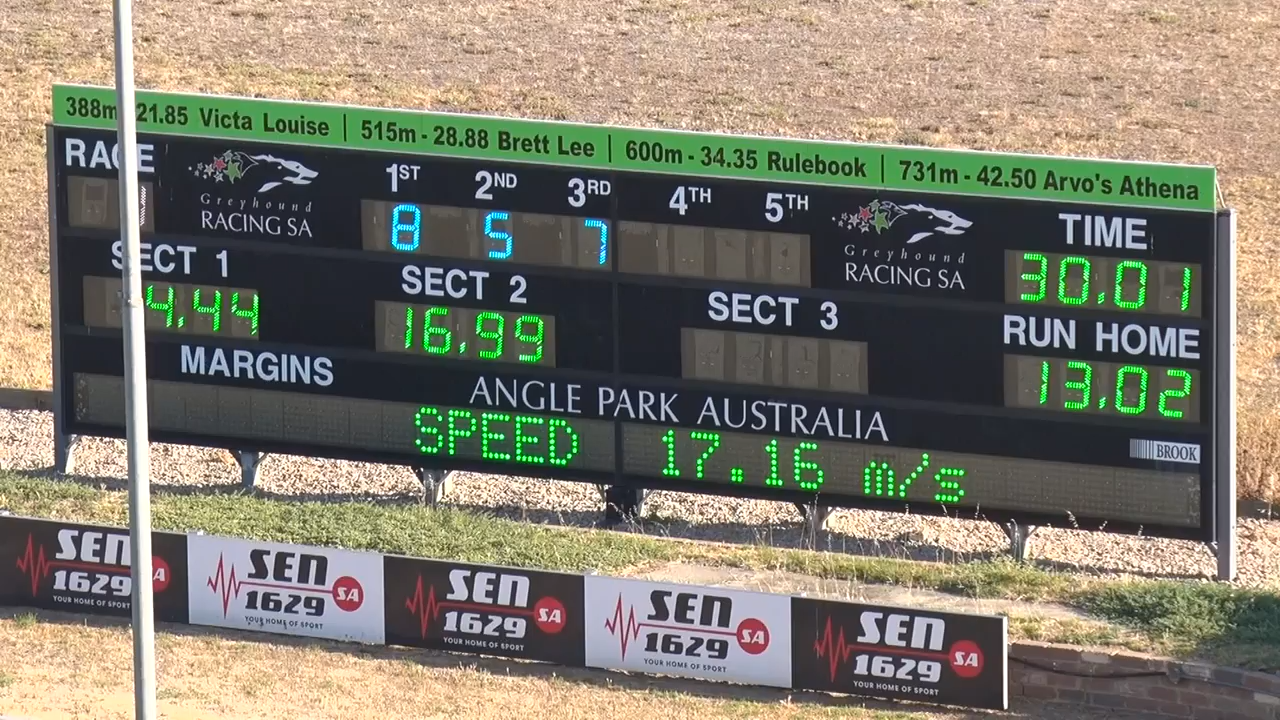 388m 21.85 Victa Louise | 515m - 28.88 Brett Lee | 600m - 34.35 Rulebook | 731m - 42.50 Arvo's Athena
RACE
Greyhound
RACING SA
1ST 2ND 3RD 4TH 5TH
8 5 7
Greyhound
RACING SA
TIME
30.01
SECT 1
4.44
SECT 2
16.99
SECT 3
RUN HOME
13.02
MARGINS
ANGLE PARK AUSTRALIA
SPEED 17.15 m/s
BROOK
SEN
1629 SA
YOUR HOME OF SPORT
SEN
1629 SA
YOUR HOME OF SPORT
SEN
1629 SA
YOUR HOME OF SPORT
SEN
1629 SA
YOUR HOME OF SPORT
SEN
1629 SA
YOUR HOME OF SPORT